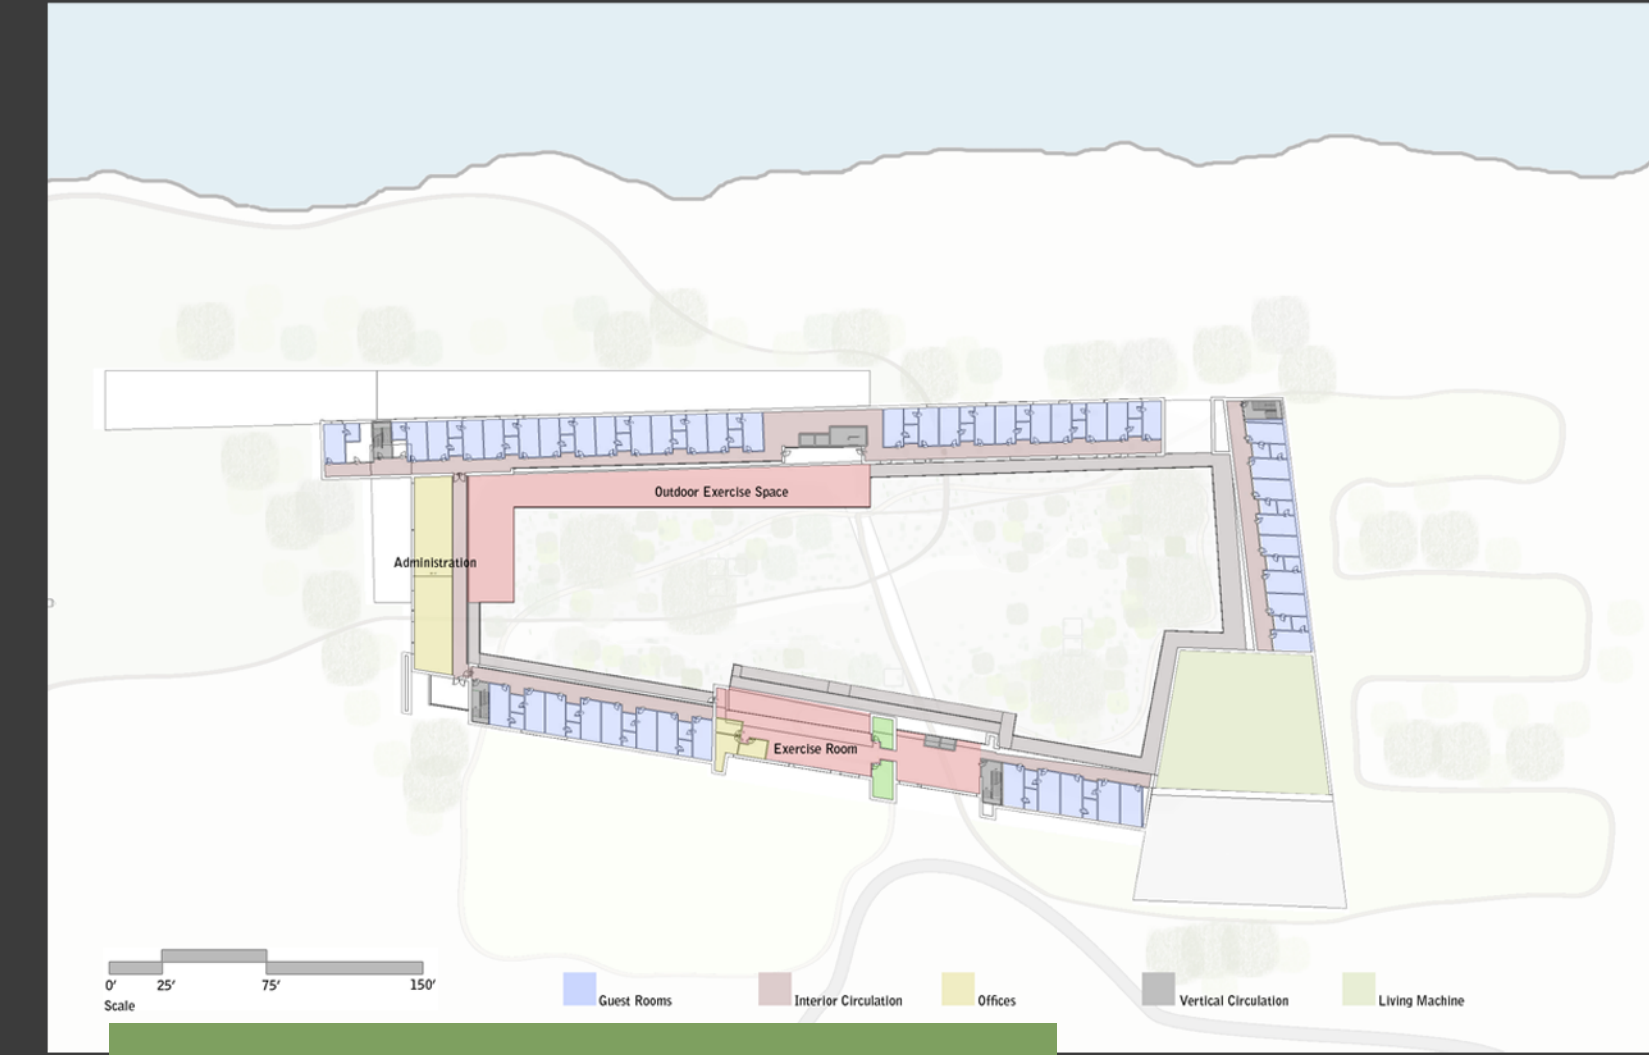 Outdoor Exercise Space
Administration
Exercise Room
0' 25' 75' 150'
Scale
Guest Rooms
Interior Circulation
Offices
Vertical Circulation
Living Machine